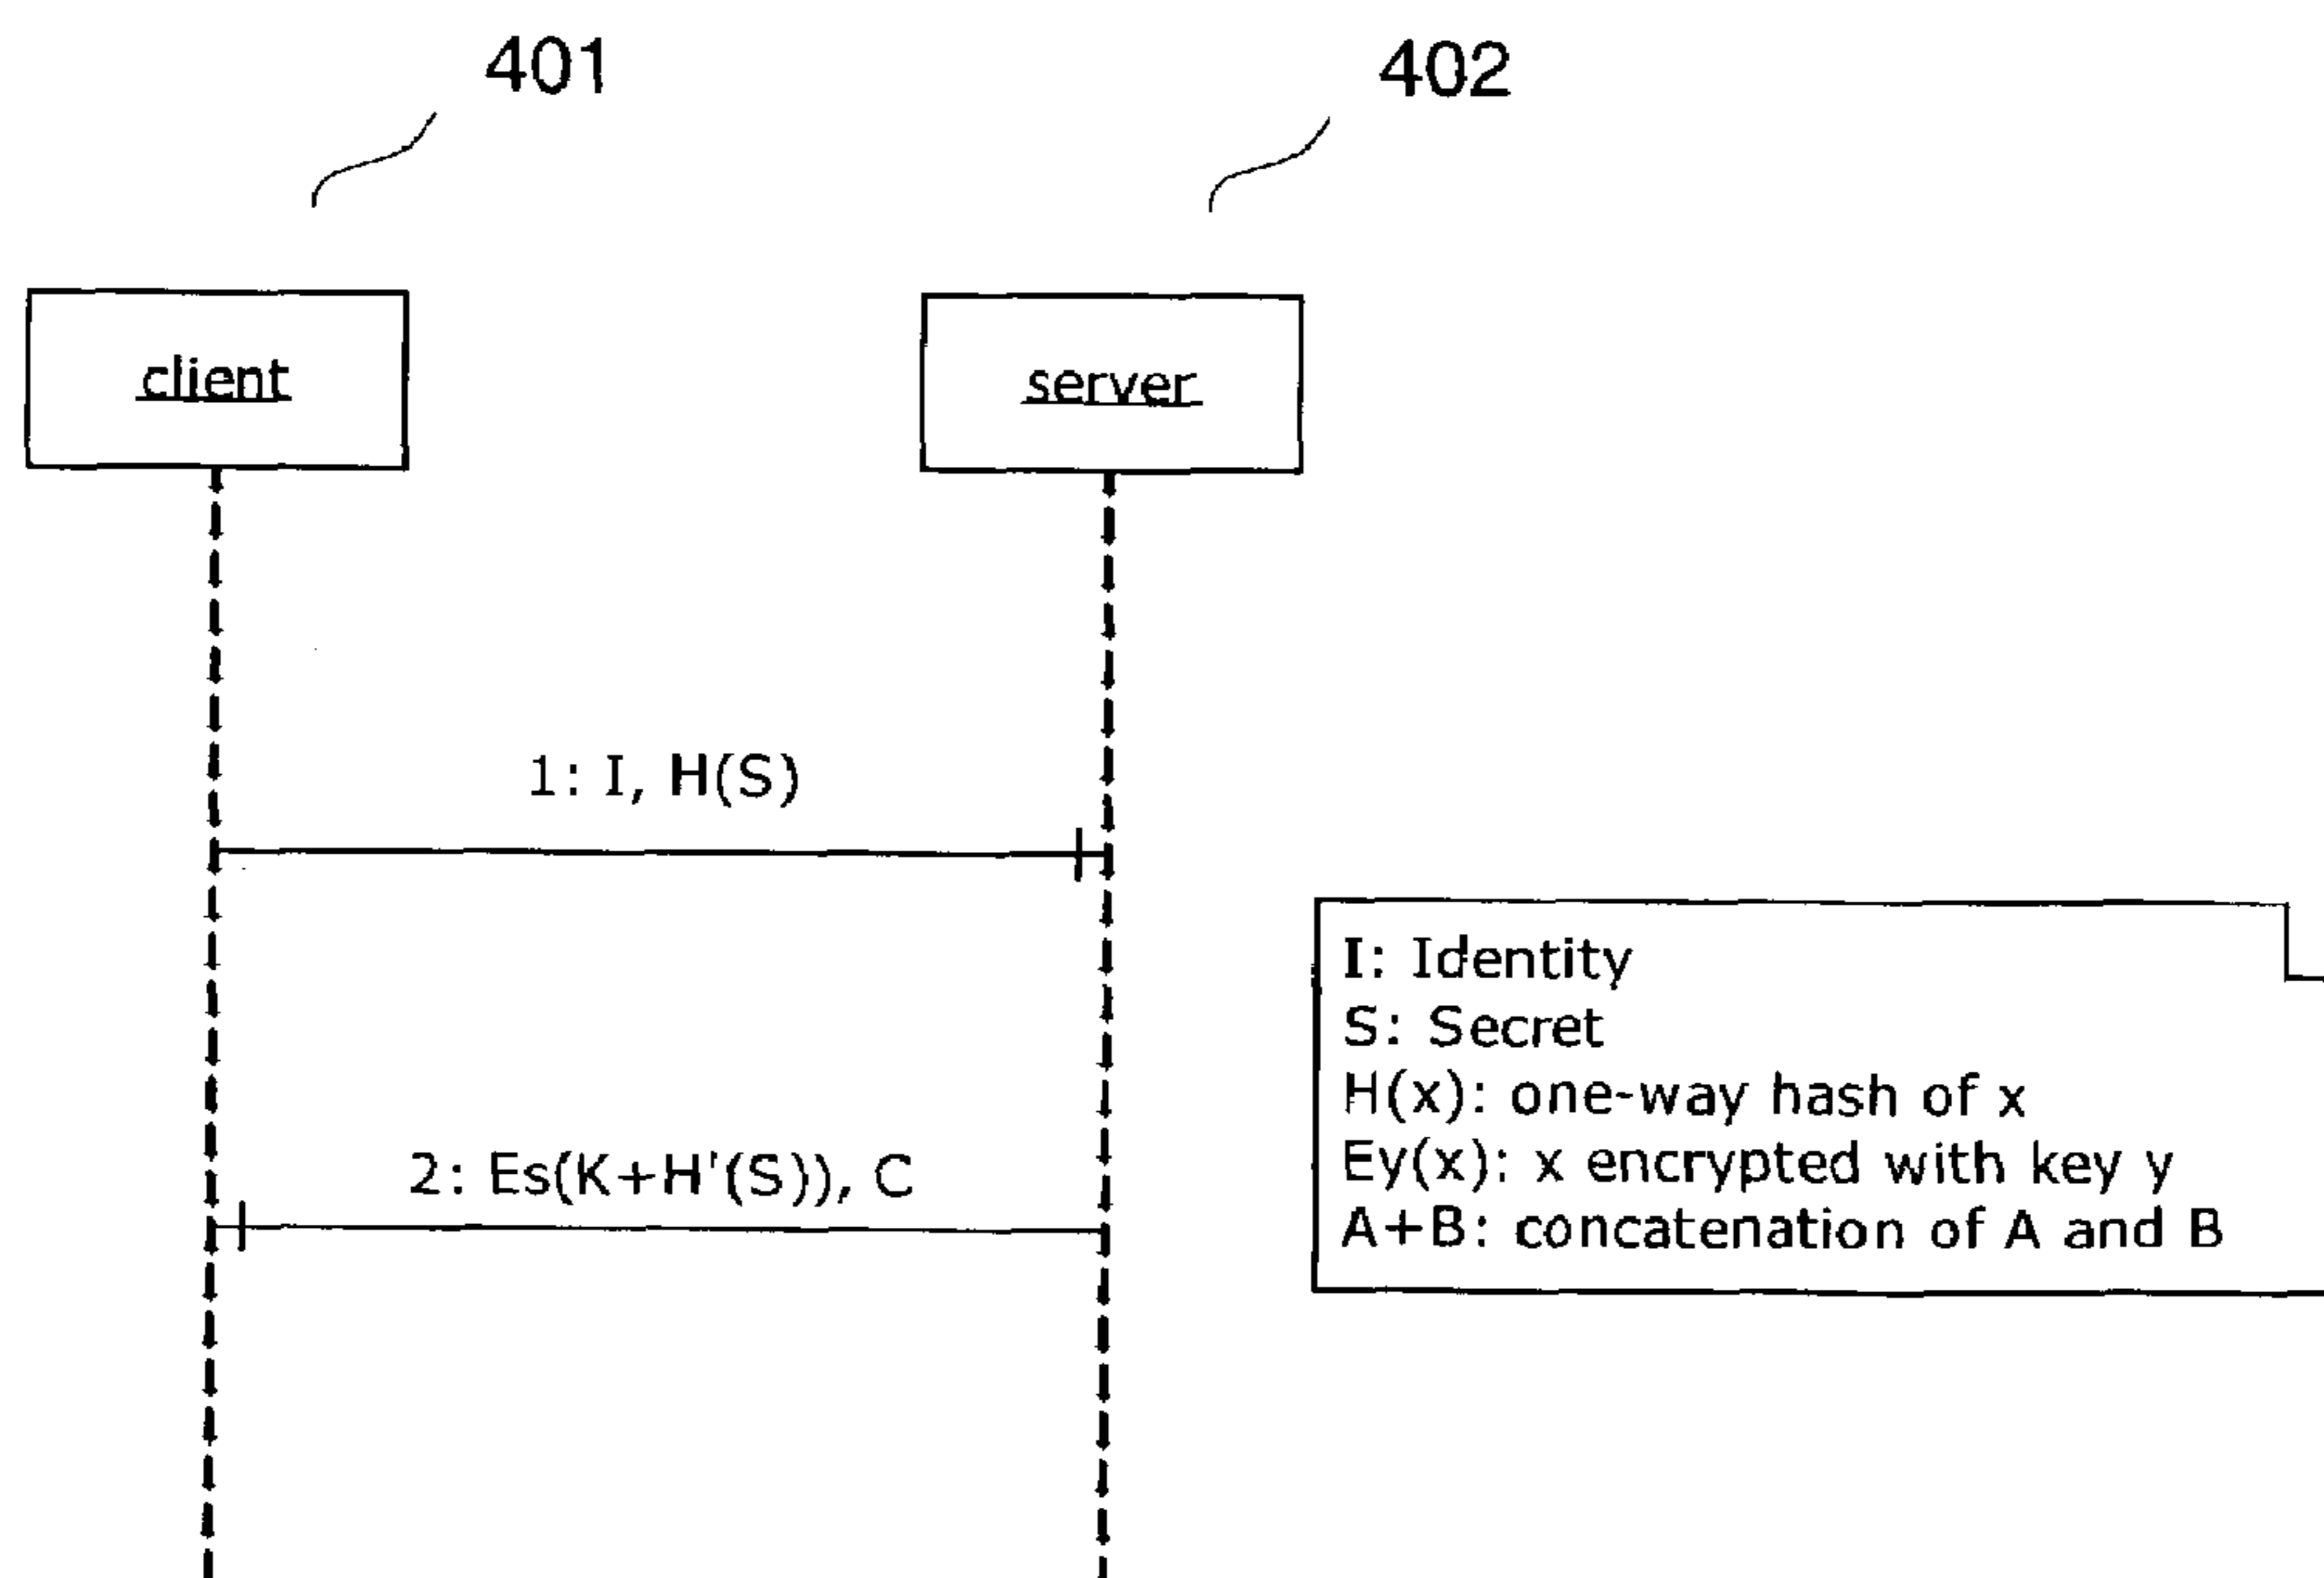 401
402
client
server
1: I, H(S)
2: Es(K+H'(S)), C
I: Identity
S: Secret
H(x): one-way hash of x
Ey(x): x encrypted with key y
A+B: concatenation of A and B